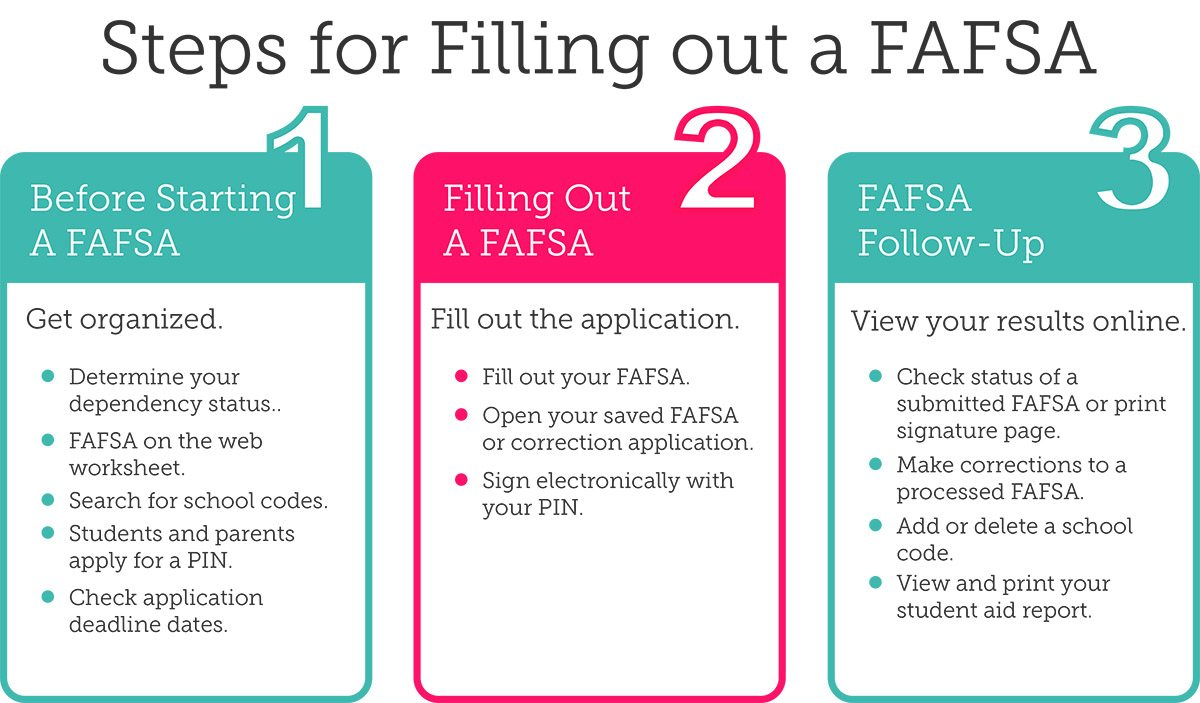 Steps for Filling out a FAFSA
1
Before Starting
A FAFSA
Get organized.
Determine your
dependency status..
FAFSA on the web
worksheet.
Search for school codes.
Students and parents
apply for a PIN.
Check application
deadline dates.
2
Filling Out
A FAFSA
Fill out the application.
Fill out your FAFSA.
Open your saved FAFSA
or correction application.
Sign electronically with
your PIN.
3
FAFSA
Follow-Up
View your results online.
Check status of a
submitted FAFSA or print
signature page.
Make corrections to a
processed FAFSA.
Add or delete a school
code.
View and print your
student aid report.